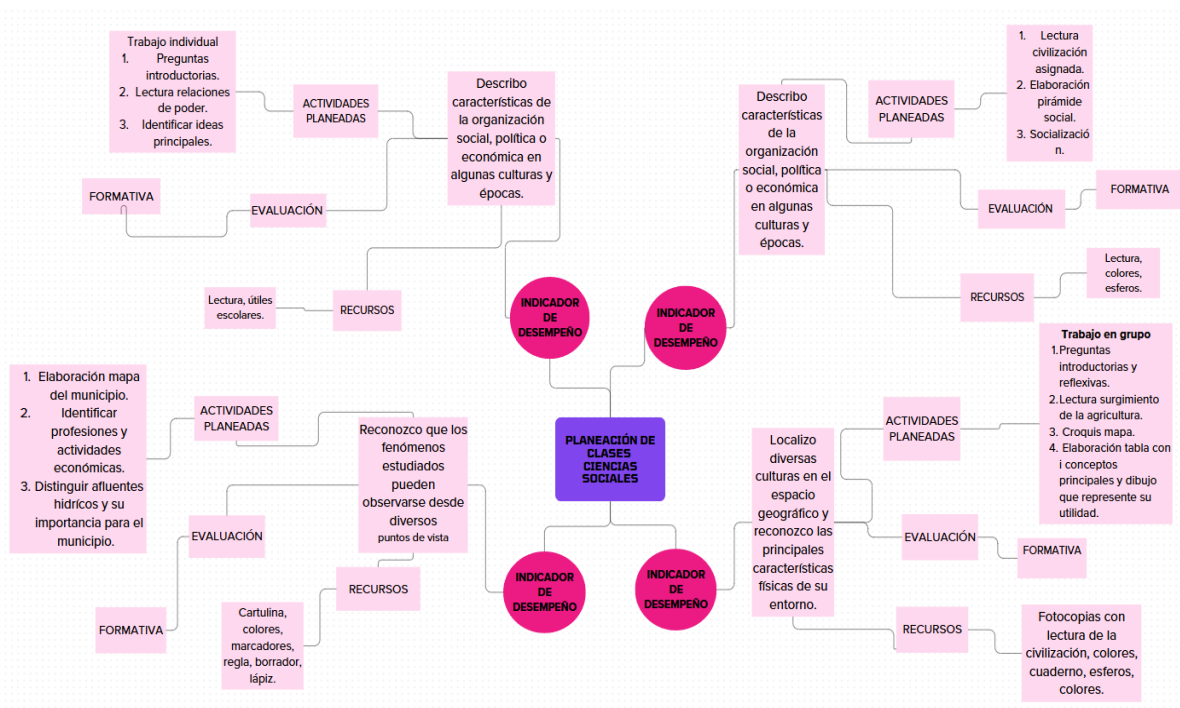 Trabajo individual
1. Preguntas
introductorias.
2. Lectura relaciones
de poder.
3. Identificar ideas
principales.
ACTIVIDADES
PLANEADAS
Describo
características de
la organización
social, política o
económica en
algunas culturas y
épocas.
FORMATIVA
EVALUACIÓN
Lectura, útiles
escolares.
RECURSOS
INDICADOR
DE
DESEMPEÑO
1. Lectura
civilización
asignada.
2. Elaboración
pirámide
social.
3. Socializació
n.
ACTIVIDADES
PLANEADAS
Describo
características
de la
organización
social, política
o económica
en algunas
culturas y
épocas.
EVALUACIÓN
FORMATIVA
RECURSOS
Lectura,
colores,
esferos.
INDICADOR
DE
DESEMPEÑO
PLANEACIÓN DE
CLASES
CIENCIAS
SOCIALES
1. Elaboración mapa
del municipio.
2. Identificar
profesiones y
actividades
económicas.
3. Distinguir afluentes
hidrícos y su
importancia para el
municipio.
ACTIVIDADES
PLANEADAS
Reconozco que los
fenómenos
estudiados
pueden
observarse desde
diversos
puntos de vista
EVALUACIÓN
FORMATIVA
RECURSOS
Cartulina,
colores,
marcadores,
regla, borrador,
lápiz.
INDICADOR
DE
DESEMPEÑO
Trabajo en grupo
1.Preguntas
introductorias y
reflexivas.
2.Lectura surgimiento
de la agricultura.
3. Croquis mapa.
4. Elaboración tabla con
i conceptos
principales y dibujo
que represente su
utilidad.
ACTIVIDADES
PLANEADAS
Localizo
diversas
culturas en el
espacio
geográfico y
reconozco las
principales
características
físicas de su
entorno.
EVALUACIÓN
FORMATIVA
RECURSOS
Fotocopias con
lectura de la
civilización, colores,
cuaderno, esferos,
colores.
INDICADOR
DE
DESEMPEÑO